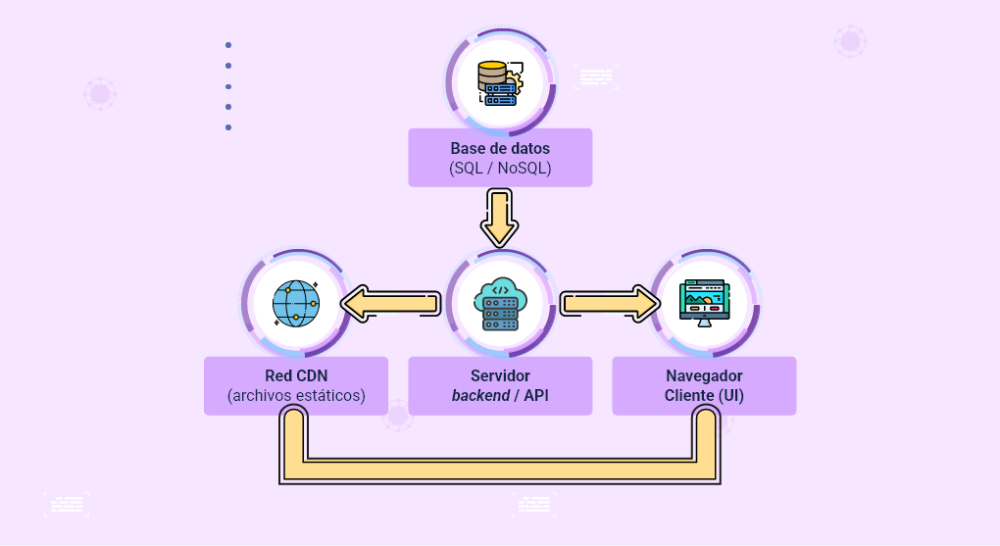 Base de datos
(SQL / NoSQL)
Red CDN
(archivos estáticos)
Servidor
backend / API
Navegador
Cliente (UI)